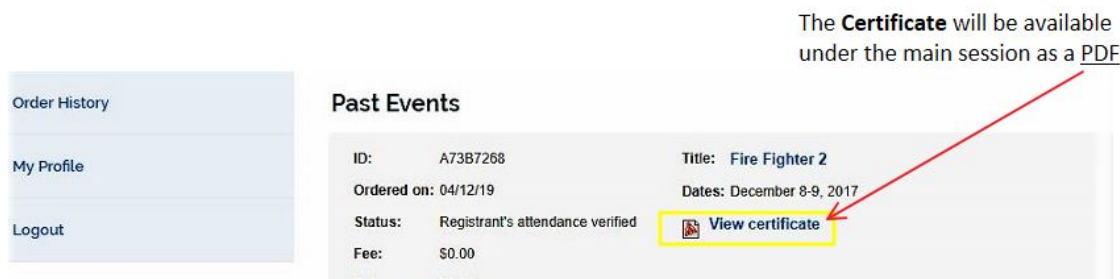 The Certificate will be available
under the main session as a PDF
Order History
My Profile
Logout
Past Events
ID: A73B7268
Title: Fire Fighter 2
Ordered on: 04/12/19
Dates: December 8-9, 2017
Status: Registrant's attendance verified
View certificate
Fee: $0.00